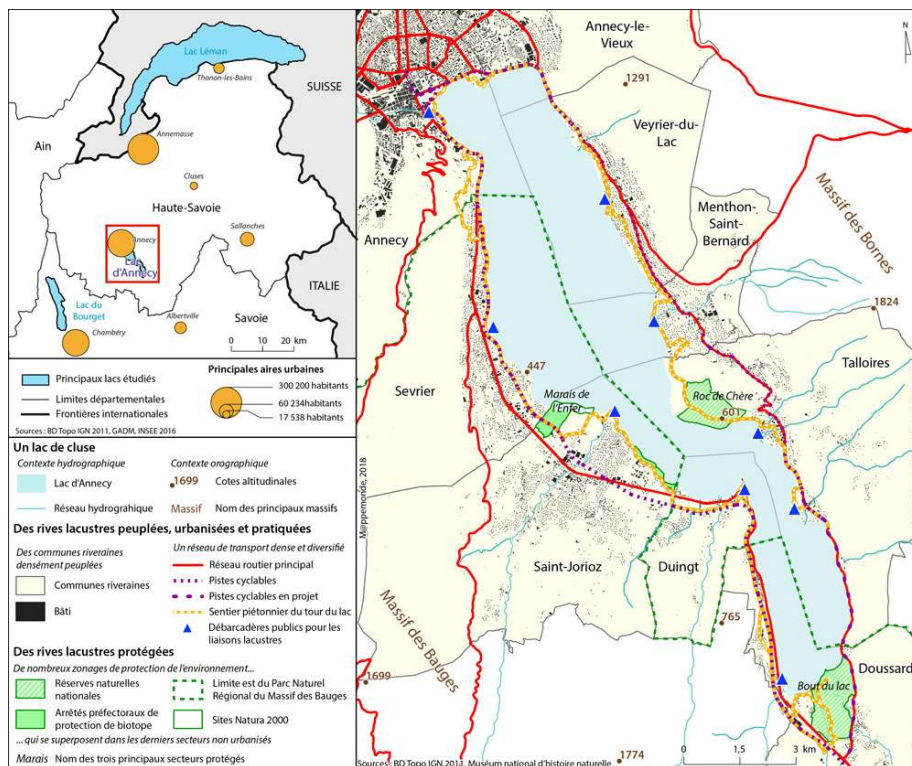 Lac Léman
Thonon-les-Bains
SUISSE
Ain
Annemasse
Cluses
Haute-Savoie
Annecy
Sallanches
Lac
d'Annecy
ITALIE
Lac du
Bourget
Albertville
Savoie
Chambéry
0 10 20 km
Principaux lacs étudiés
Limites départementales
Frontières internationales
Principales aires urbaines
300 200 habitants
60 234habitants
17 538 habitants
Sources : BD Topo IGN 2011, GADM, INSEE 2016
Un lac de cluse
Contexte hydrographique
Lac d'Annecy
Réseau hydrograhique
Contexte orographique
1699 Cotes altitudinales
Massif Nom des principaux massifs
Des rives lacustres peuplées, urbanisées et pratiquées
Des communes riveraines
densément peuplées
Communes riveraines
Bâti
Un réseau de transport dense et diversifié
Réseau routier principal
Pistes cyclables
Pistes cyclables en projet
Sentier piétonnier du tour du lac
Débarcadères publics pour les
liaisons lacustres
Des rives lacustres protégées
De nombreux zonages de protection de l'environnement...
Réserves naturelles
nationales
Arrêtés préfectoraux de
protection de biotope
Limite est du Parc Naturel
Régional du Massif des Bauges
Sites Natura 2000
...qui se superposent dans les derniers secteurs non urbanisés
Marais Nom des trois principaux secteurs protégés
M@ppemonde, 2018
Annecy-le-
Vieux
N
1291
Veyrier-du-
Lac
Menthon-
Saint-
Bernard
Massif des Bornes
Annecy
1824
Talloires
Sevrier
447
Marais de
l'Enfer
Roc de Chère
601
Saint-Jorioz
Duingt
Massif des Bauges
765
1699
Doussard
Bout du lac
0 1,5 3 km
1774
Sources: BD Topo IGN 2011, Muséum national d'histoire naturelle